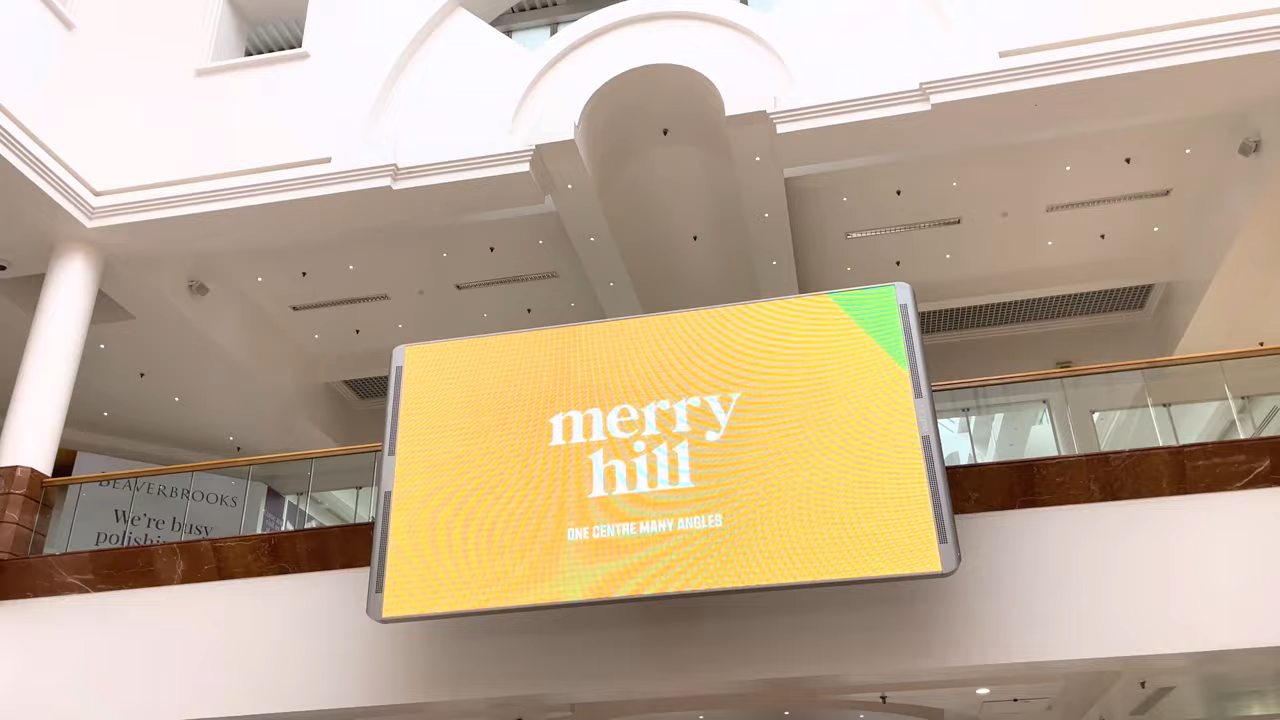 merry
hill
ONE CENTRE MANY ANGLES
BEAVERBROOKS
We're busy